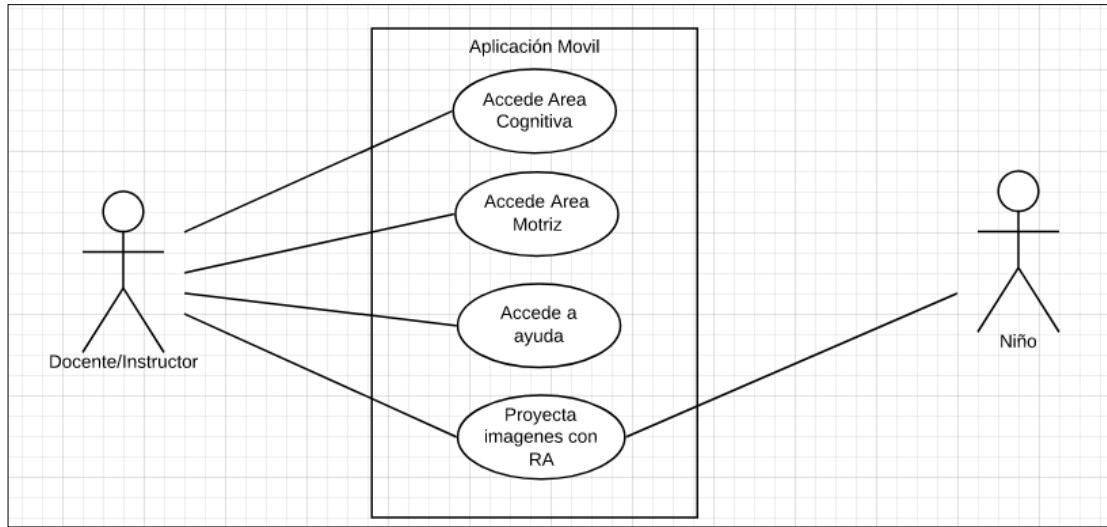 Aplicación Movil
Accede Area
Cognitiva
Accede Area
Motriz
Accede a
ayuda
Proyecta
imagenes con
RA
Docente/Instructor
Niño